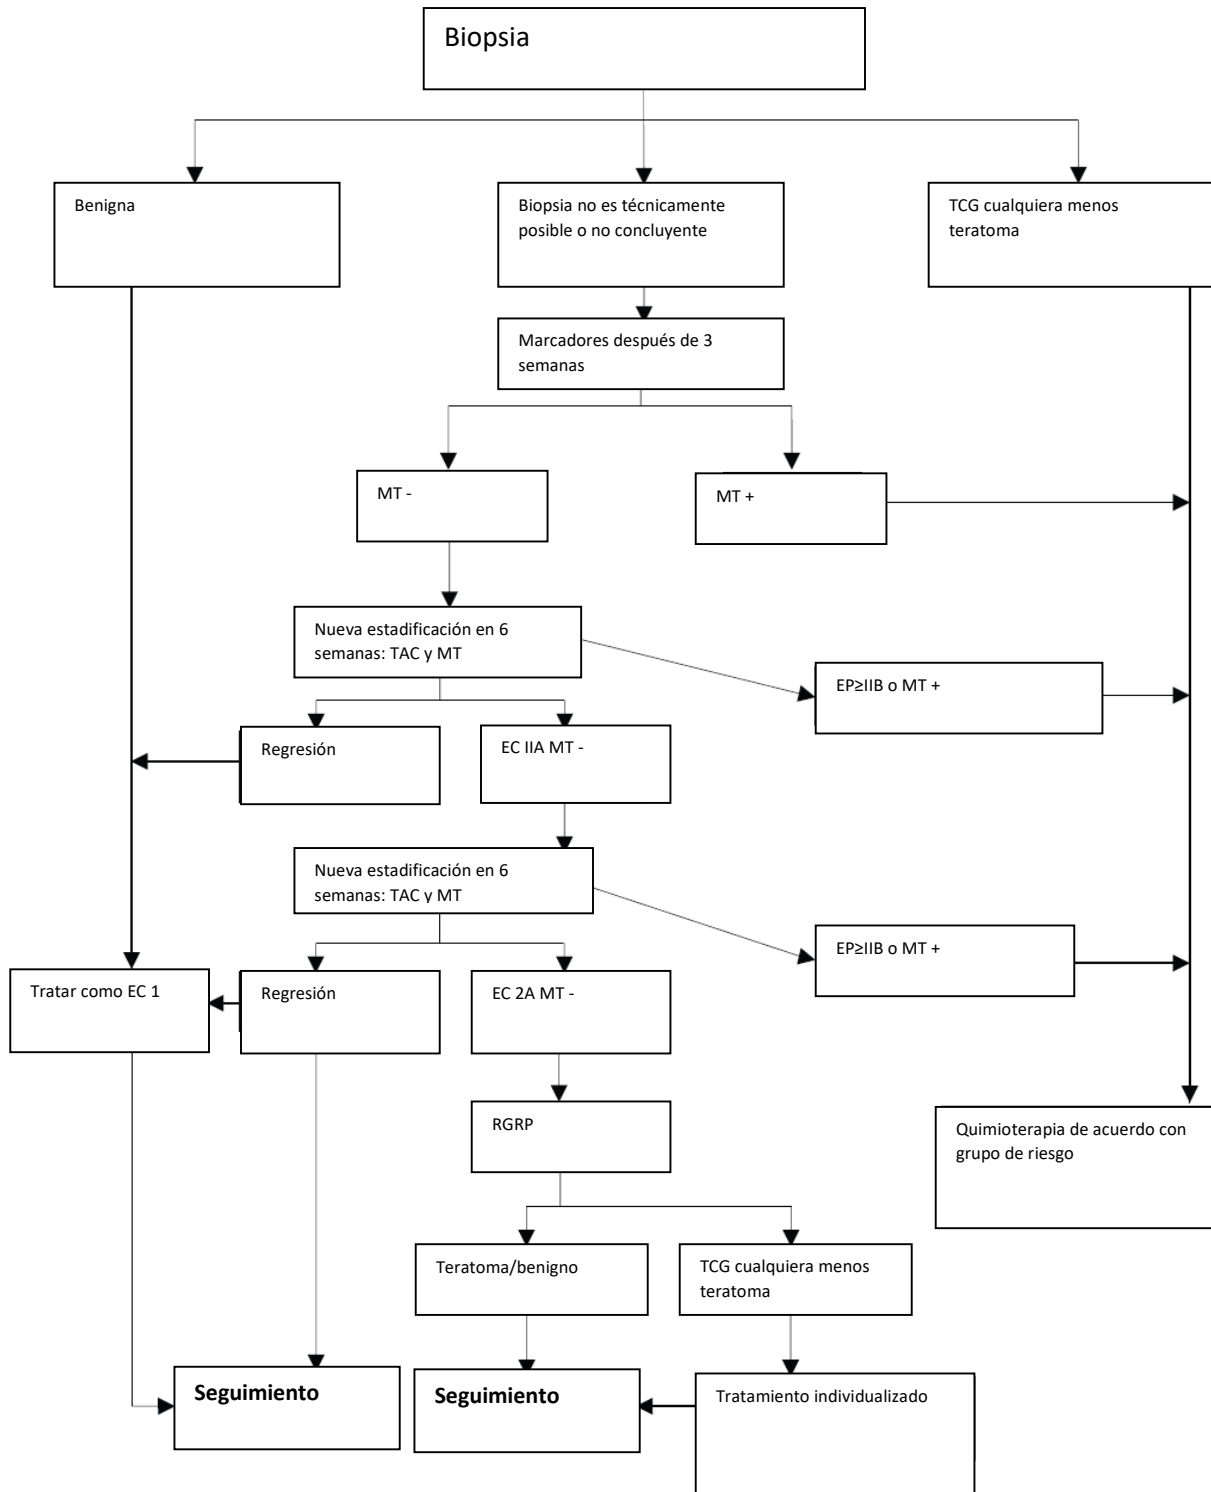 Biopsia
Benigna
Biopsia no es técnicamente
posible o no concluyente
TCG cualquiera menos
teratoma
Marcadores después de 3
semanas
MT -
MT +
Nueva estadificación en 6
semanas: TAC y MT
EP≥IIB o MT +
Regresión
EC IIA MT -
Nueva estadificación en 6
semanas: TAC y MT
EP≥IIB o MT +
Tratar como EC 1
Regresión
EC 2A MT -
RGRP
Quimioterapia de acuerdo con
grupo de riesgo
Teratoma/benigno
TCG cualquiera menos
teratoma
Seguimiento
Seguimiento
Tratamiento individualizado